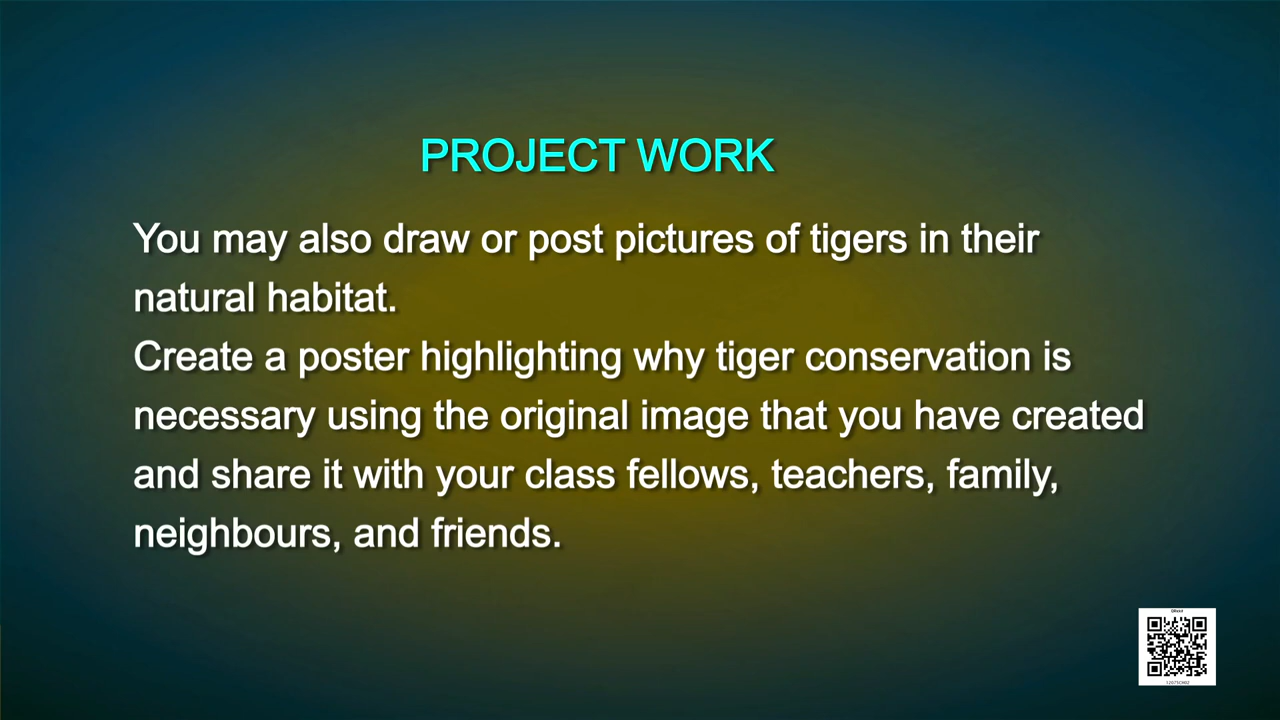 PROJECT WORK
You may also draw or post pictures of tigers in their
natural habitat.
Create a poster highlighting why tiger conservation is
necessary using the original image that you have created
and share it with your class fellows, teachers, family,
neighbours, and friends.